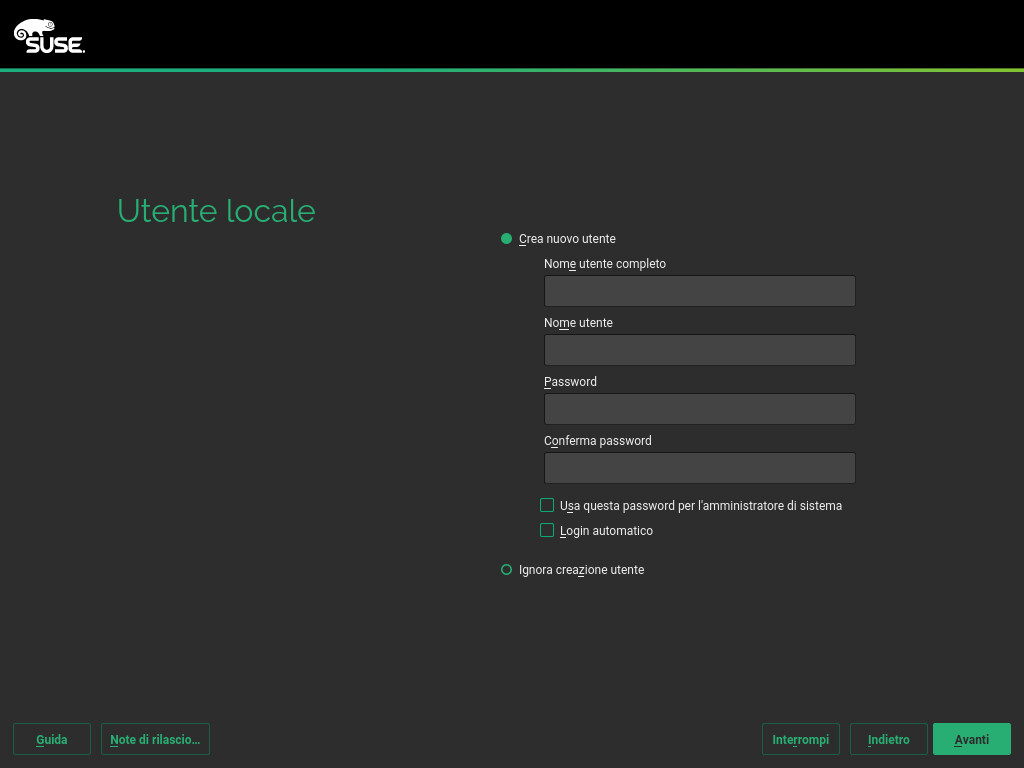 SUSE.
Utente locale
Crea nuovo utente
Nome utente completo
Nome utente
Password
Conferma password
Usa questa password per l'amministratore di sistema
Login automatico
Ignora creazione utente
Guida
Note di rilascio...
Interrompi
Indietro
Avanti